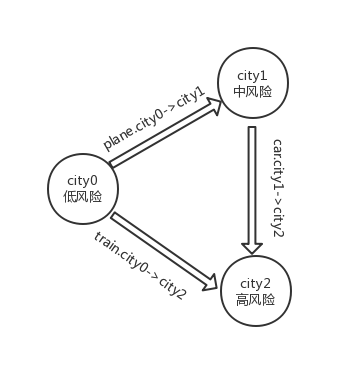 city1
中风险
plane.city0->city1
city0
低风险
car.city1->city2
train.city0->city2
city2
高风险